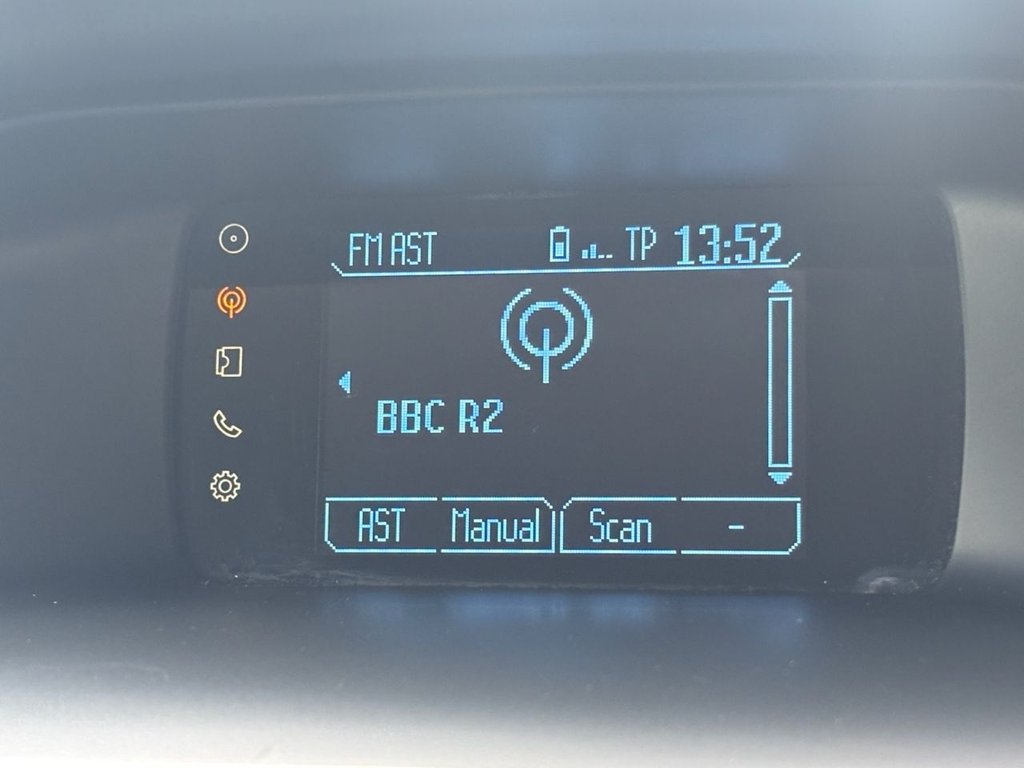 FM AST TP 13:52
BBC R2
AST Manual Scan -